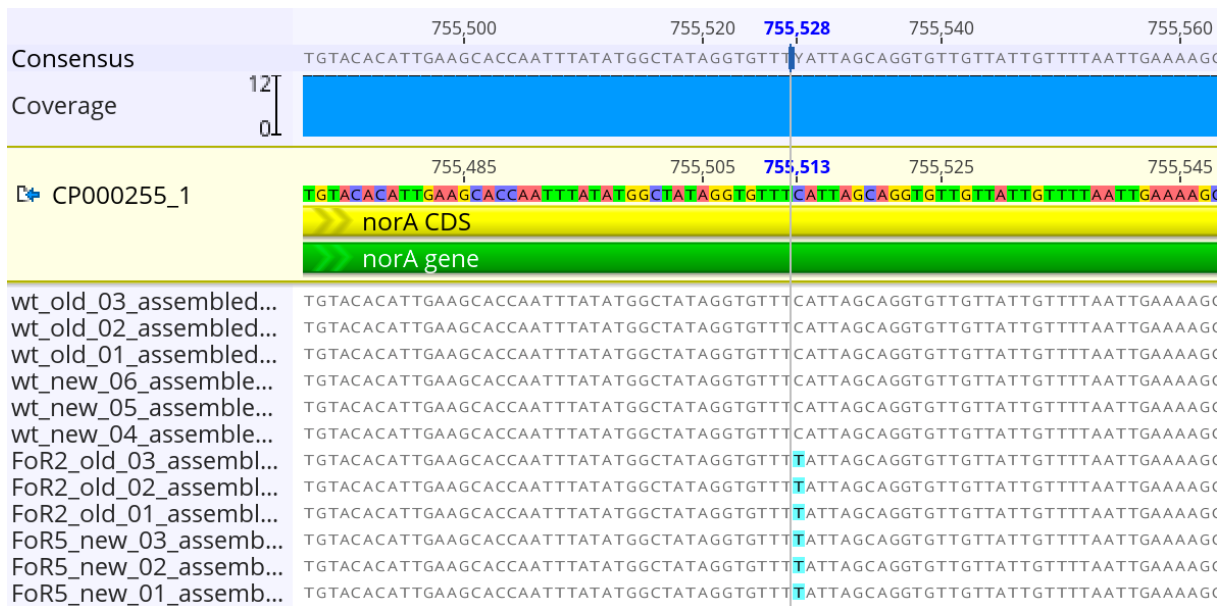 755,500 755,520 755,528 755,540 755,560
Consensus TGTACACATTGAAGCACCAATTTATATGGCTATAGGTGTTTYATTAGCAGGTGTTGTTATTGTTTTAATTGAAAAGC
12
Coverage
0
755,485 755,505 755,513 755,525 755,545
CP000255_1 TGTACACATTGAAGCACCAATTTATATGGCTATAGGTGTTTCATTAGCAGGTGTTGTTATTGTTTTAATTGAAAAGC
norA CDS
norA gene
wt_old_03_assembled... TGTACACATTGAAGCACCAATTTATATGGCTATAGGTGTTTCATTAGCAGGTGTTGTTATTGTTTTAATTGAAAAGC
wt_old_02_assembled... TGTACACATTGAAGCACCAATTTATATGGCTATAGGTGTTTCATTAGCAGGTGTTGTTATTGTTTTAATTGAAAAGC
wt_old_01_assembled... TGTACACATTGAAGCACCAATTTATATGGCTATAGGTGTTTCATTAGCAGGTGTTGTTATTGTTTTAATTGAAAAGC
wt_new_06_assemble... TGTACACATTGAAGCACCAATTTATATGGCTATAGGTGTTTCATTAGCAGGTGTTGTTATTGTTTTAATTGAAAAGC
wt_new_05_assemble... TGTACACATTGAAGCACCAATTTATATGGCTATAGGTGTTTCATTAGCAGGTGTTGTTATTGTTTTAATTGAAAAGC
wt_new_04_assemble... TGTACACATTGAAGCACCAATTTATATGGCTATAGGTGTTTCATTAGCAGGTGTTGTTATTGTTTTAATTGAAAAGC
FoR2_old_03_assembl... TGTACACATTGAAGCACCAATTTATATGGCTATAGGTGTTTTATTAGCAGGTGTTGTTATTGTTTTAATTGAAAAGC
FoR2_old_02_assembl... TGTACACATTGAAGCACCAATTTATATGGCTATAGGTGTTTTATTAGCAGGTGTTGTTATTGTTTTAATTGAAAAGC
FoR2_old_01_assembl... TGTACACATTGAAGCACCAATTTATATGGCTATAGGTGTTTTATTAGCAGGTGTTGTTATTGTTTTAATTGAAAAGC
FoR5_new_03_assemb... TGTACACATTGAAGCACCAATTTATATGGCTATAGGTGTTTTATTAGCAGGTGTTGTTATTGTTTTAATTGAAAAGC
FoR5_new_02_assemb... TGTACACATTGAAGCACCAATTTATATGGCTATAGGTGTTTTATTAGCAGGTGTTGTTATTGTTTTAATTGAAAAGC
FoR5_new_01_assemb... TGTACACATTGAAGCACCAATTTATATGGCTATAGGTGTTTTATTAGCAGGTGTTGTTATTGTTTTAATTGAAAAGC